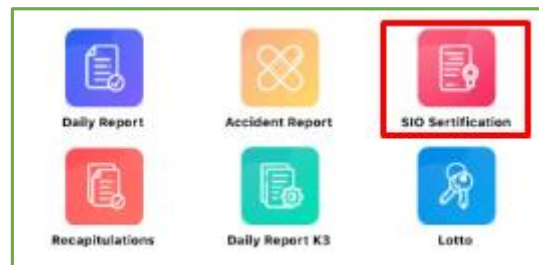 Daily Report
Accident Report
SIO Sertification
Recapitulations
Daily Report K3
Lotto